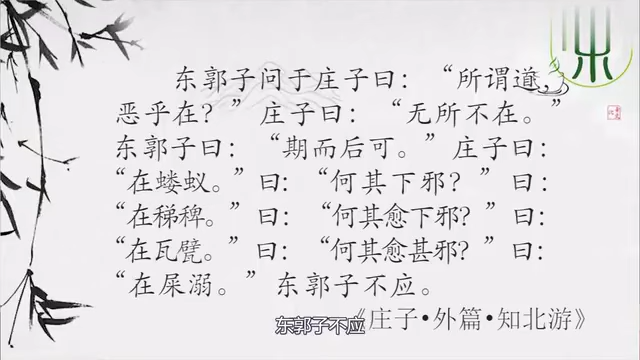 东郭子问于庄子曰：“所谓道，
恶乎在？”庄子曰：“无所不在。”
东郭子曰：“期而后可。”庄子曰：
“在蝼蚁。”曰：“何其下邪？”曰：
“在稊稗。”曰：“何其愈下邪？”曰：
“在瓦甓。”曰：“何其愈甚邪？”曰：
“在屎溺。”东郭子不应。
《庄子•外篇•知北游》
东郭子不应